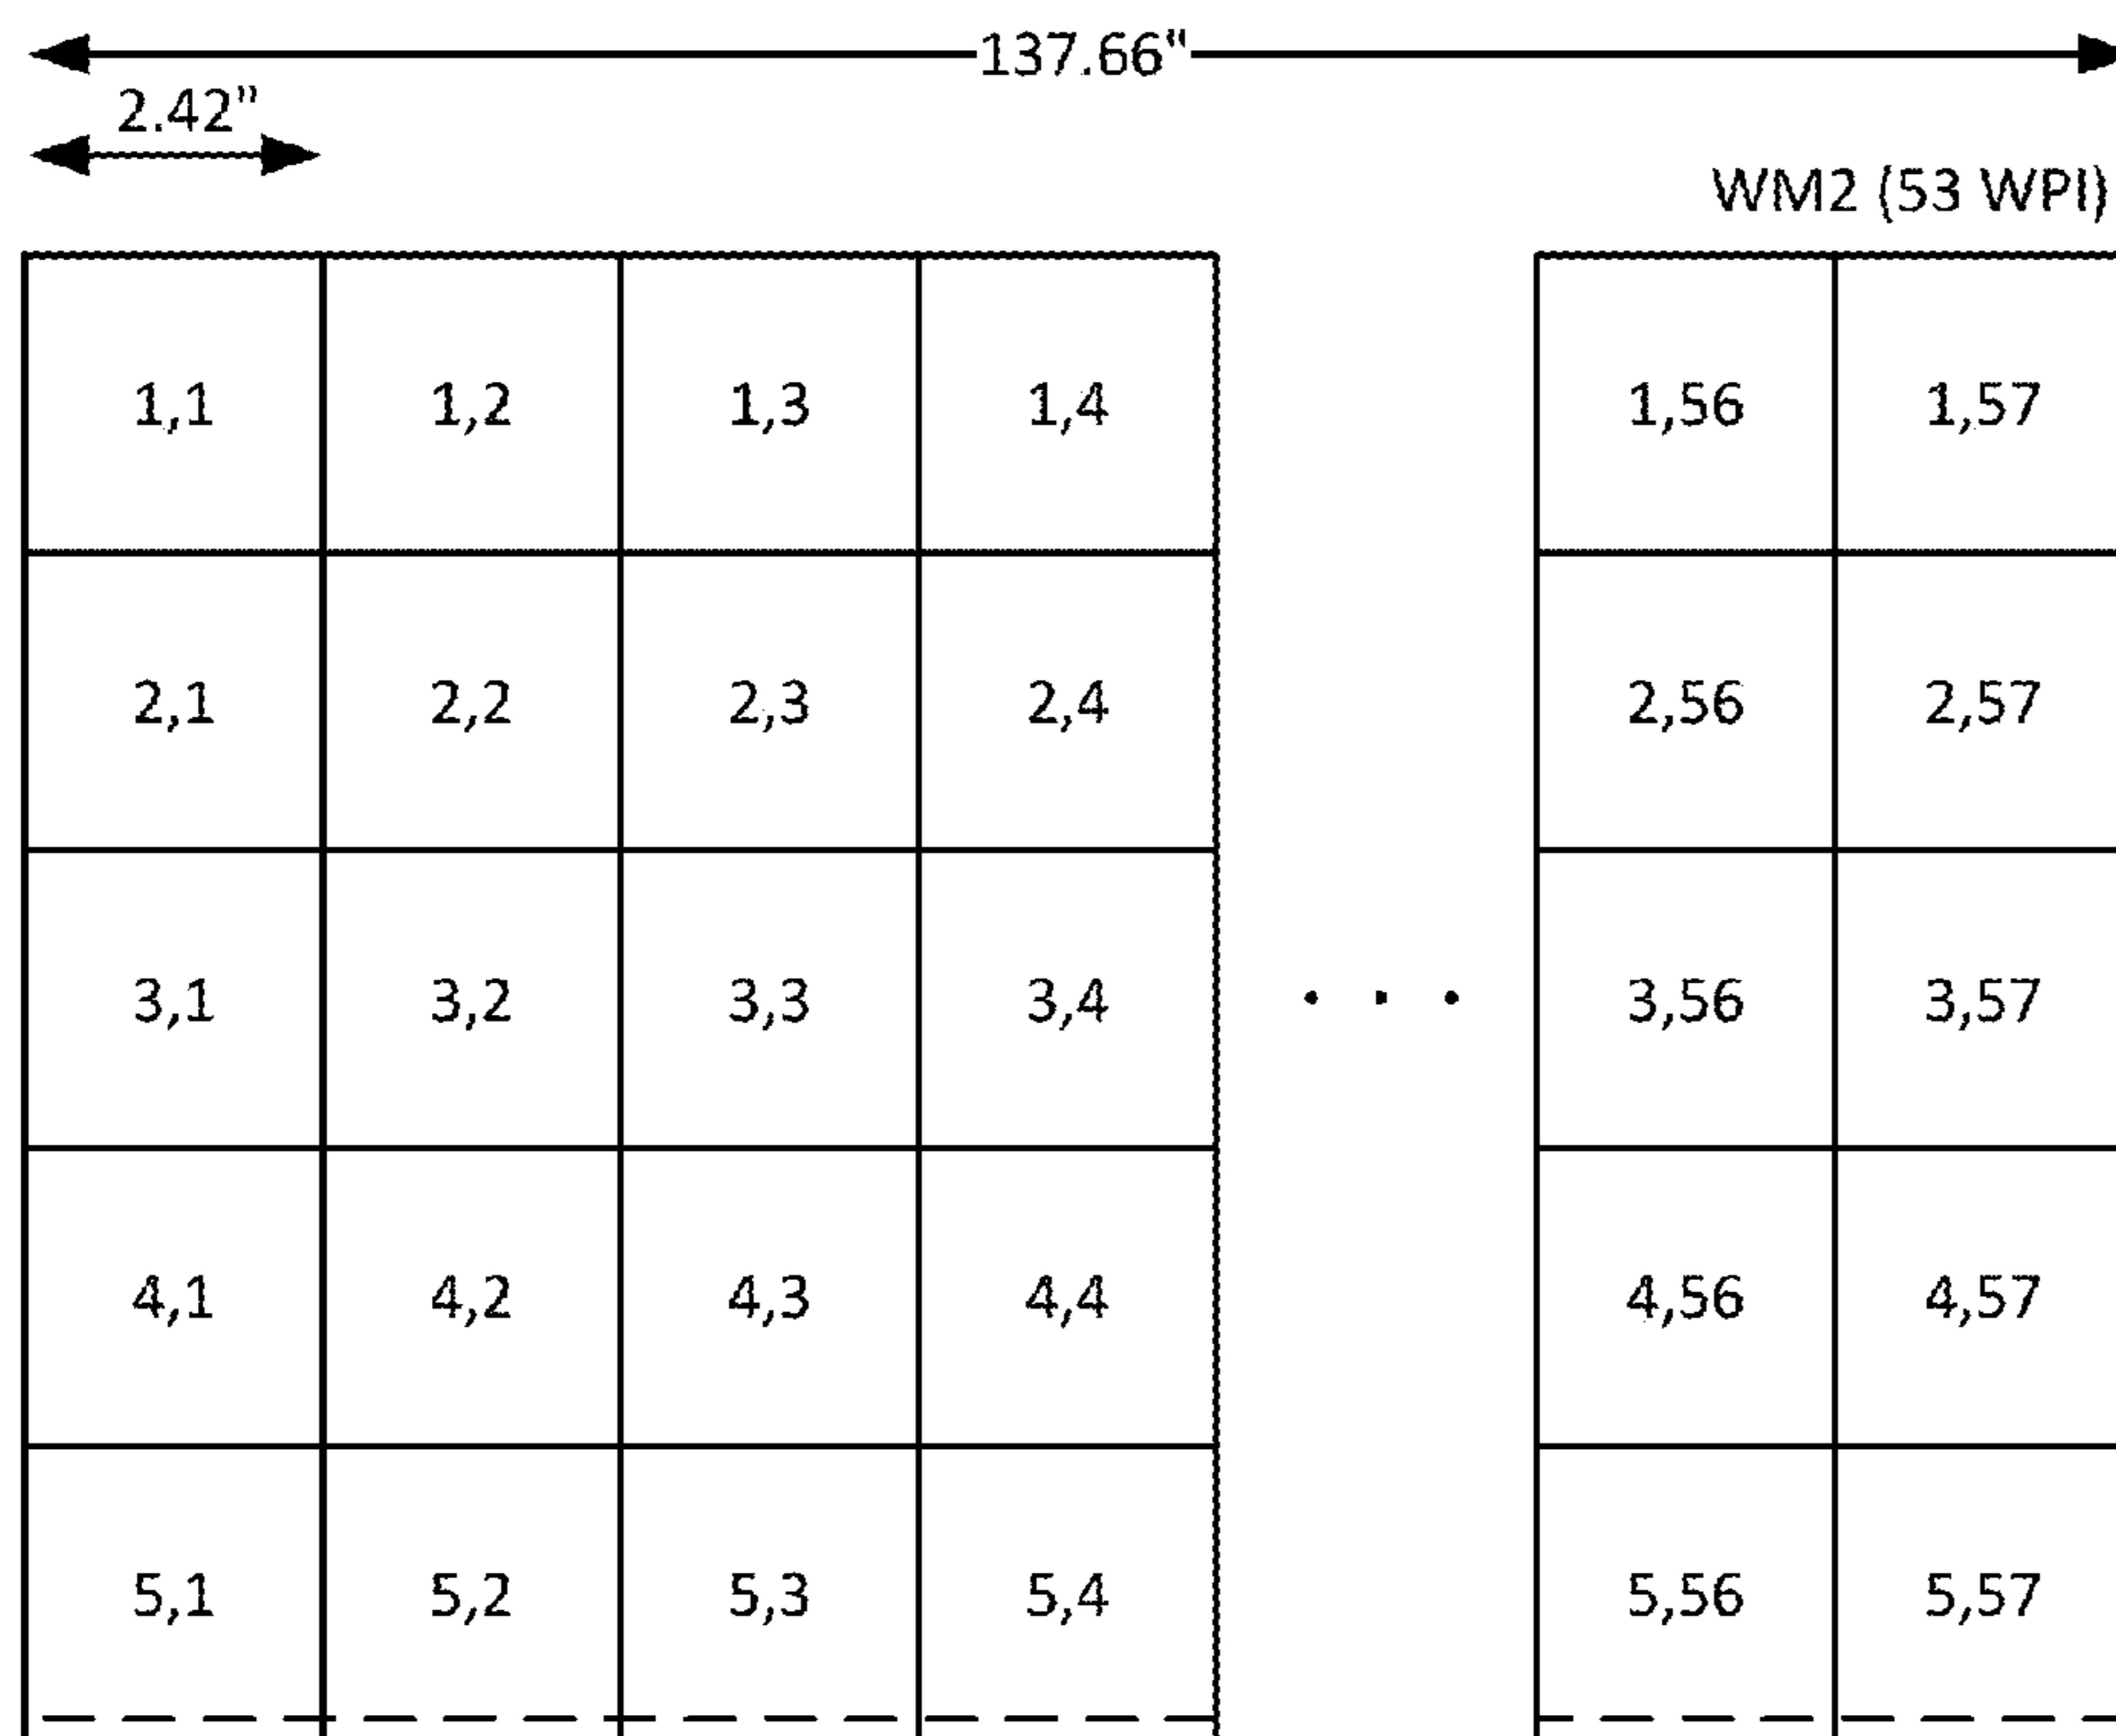 137.66"
2.42"
WM2 (53 WPI)
1,1 1,2 1,3 1,4 1,56 1,57
2,1 2,2 2,3 2,4 2,56 2,57
3,1 3,2 3,3 3,4 . . . 3,56 3,57
4,1 4,2 4,3 4,4 4,56 4,57
5,1 5,2 5,3 5,4 5,56 5,57